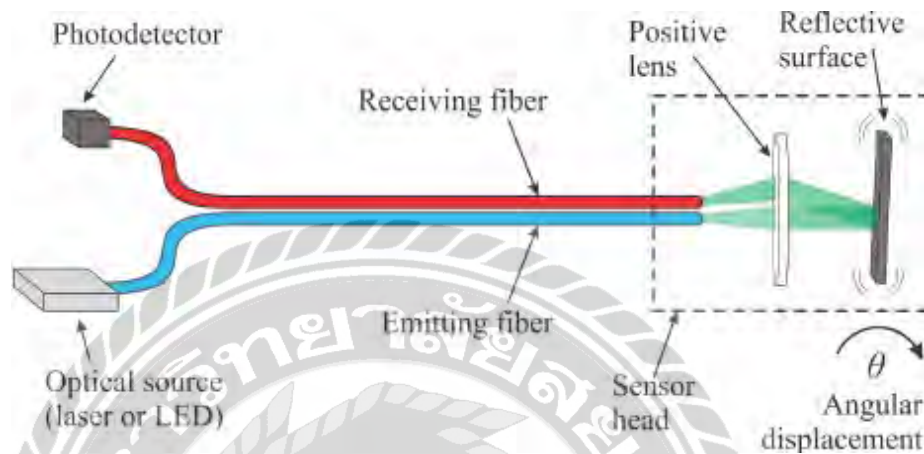 Photodetector
Positive
lens
Reflective
surface
Receiving fiber
Emitting fiber
Optical source
(laser or LED)
Sensor
head
θ
Angular
displacement